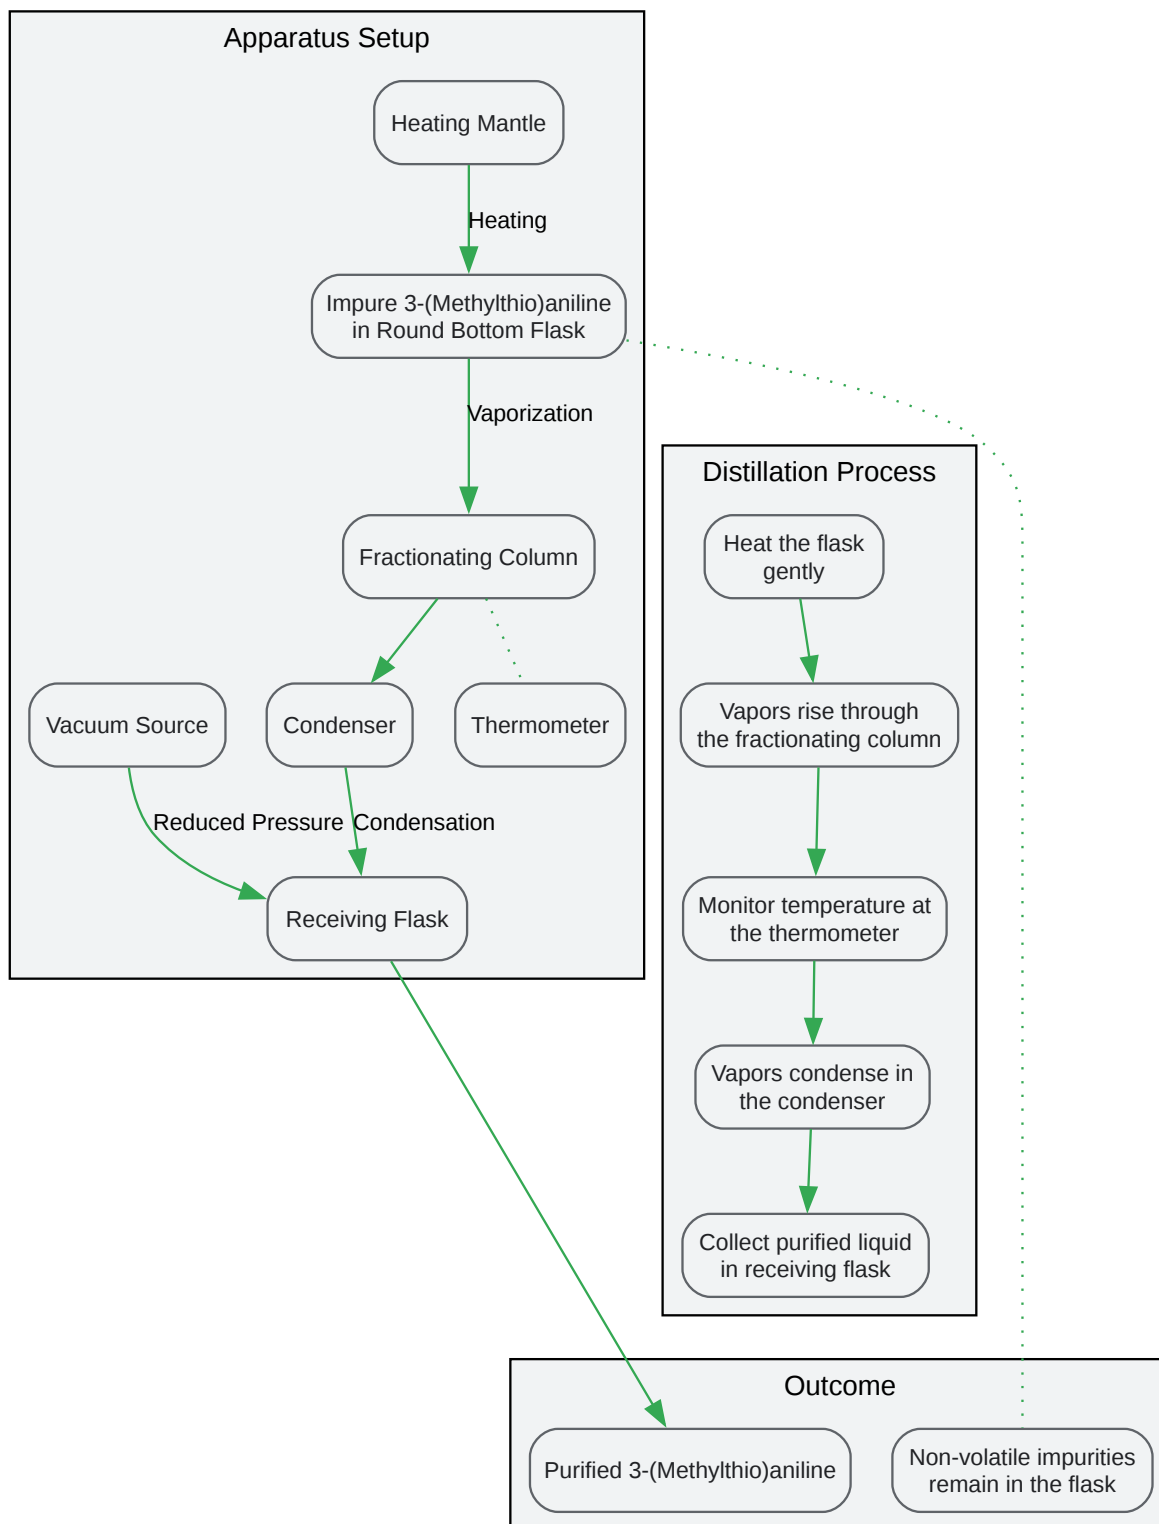 Apparatus Setup
Heating Mantle
Heating
Impure 3-(Methylthio)aniline
in Round Bottom Flask
Vaporization
Fractionating Column
Vacuum Source
Condenser
Thermometer
Reduced Pressure
Condensation
Receiving Flask
Distillation Process
Heat the flask
gently
Vapors rise through
the fractionating column
Monitor temperature at
the thermometer
Vapors condense in
the condenser
Collect purified liquid
in receiving flask
Outcome
Purified 3-(Methylthio)aniline
Non-volatile impurities
remain in the flask